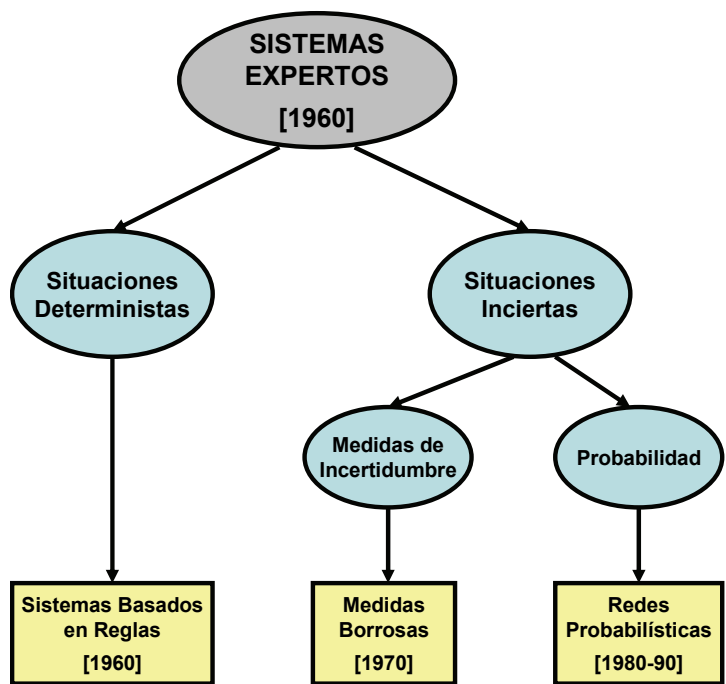 SISTEMAS
EXPERTOS
[1960]
Situaciones
Deterministas
Situaciones
Inciertas
Medidas de
Incertidumbre
Probabilidad
Sistemas Basados
en Reglas
[1960]
Medidas
Borrosas
[1970]
Redes
Probabilísticas
[1980-90]